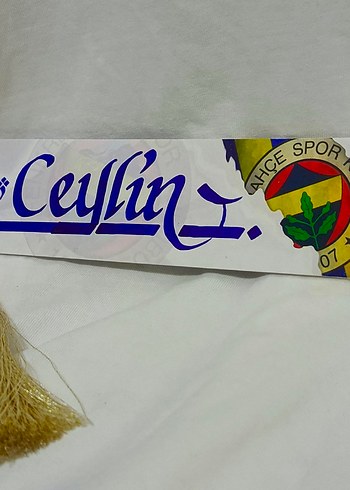 Ceylin
AHÇE SPOR K
07